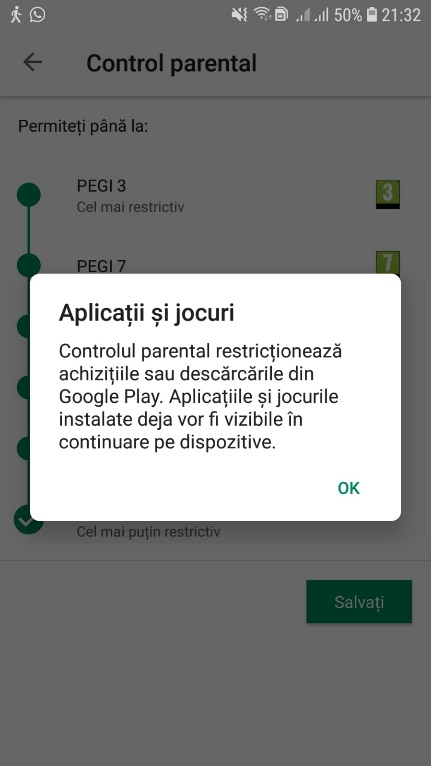 50% 21:32
Control parental
Permiteți până la:
PEGI 3
Cel mai restrictiv
3
PEGI 7
7
Aplicații și jocuri
Controlul parental restricționează
achizițiile sau descărcările din
Google Play. Aplicațiile și jocurile
instalate deja vor fi vizibile în
continuare pe dispozitive.
OK
Cel mai puțin restrictiv
Salvați